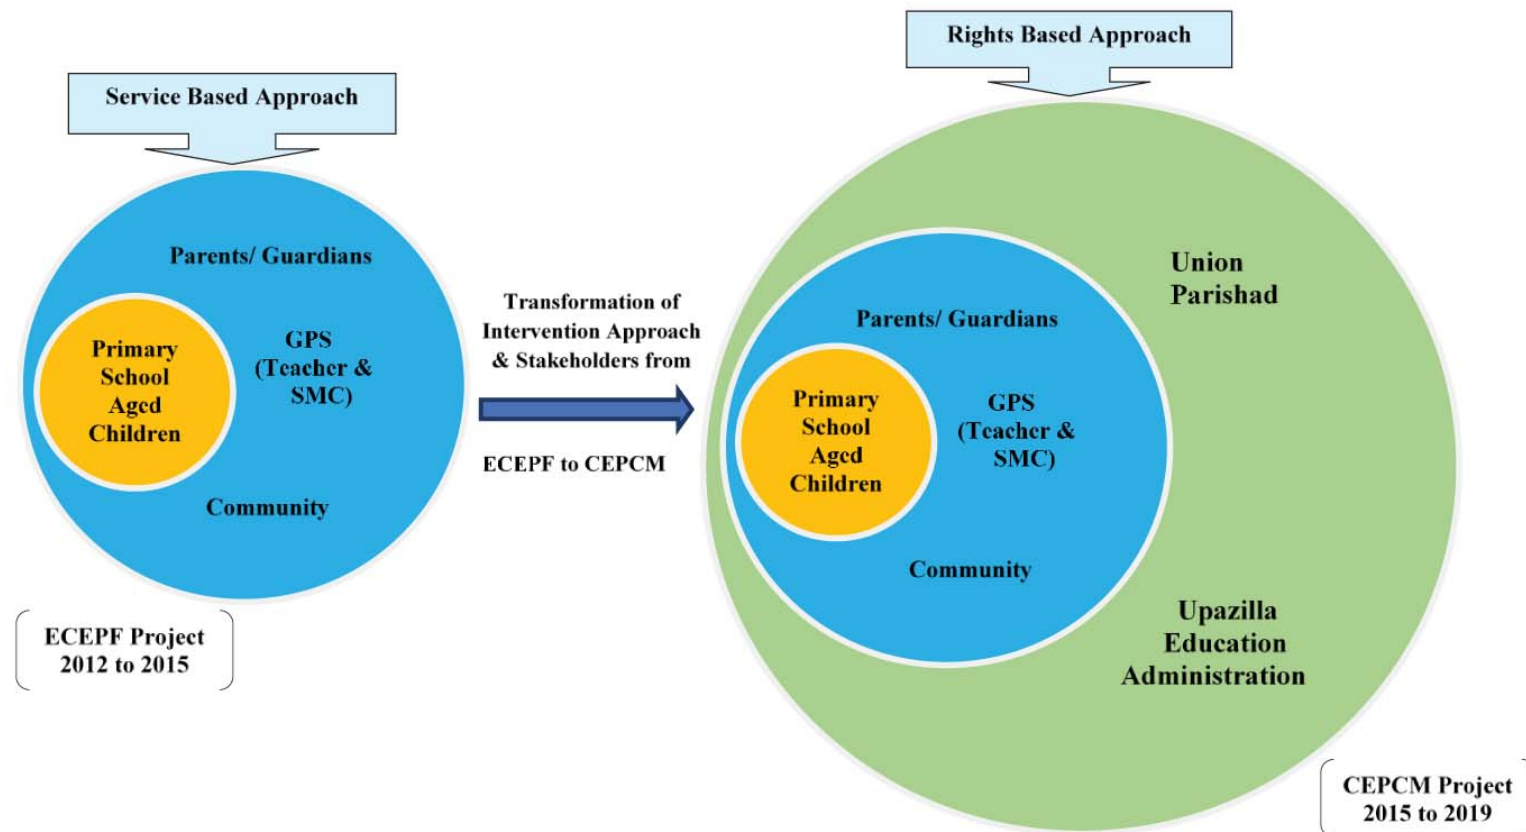 Service Based Approach
Parents/ Guardians
GPS
(Teacher &
SMC)
Primary
School
Aged
Children
Community
ECEPF Project
2012 to 2015
Transformation of
Intervention Approach
& Stakeholders from
ECEPF to CEPCM
Rights Based Approach
Union
Parishad
Parents/ Guardians
GPS
(Teacher &
SMC)
Primary
School
Aged
Children
Community
Upazilla
Education
Administration
CEPCM Project
2015 to 2019